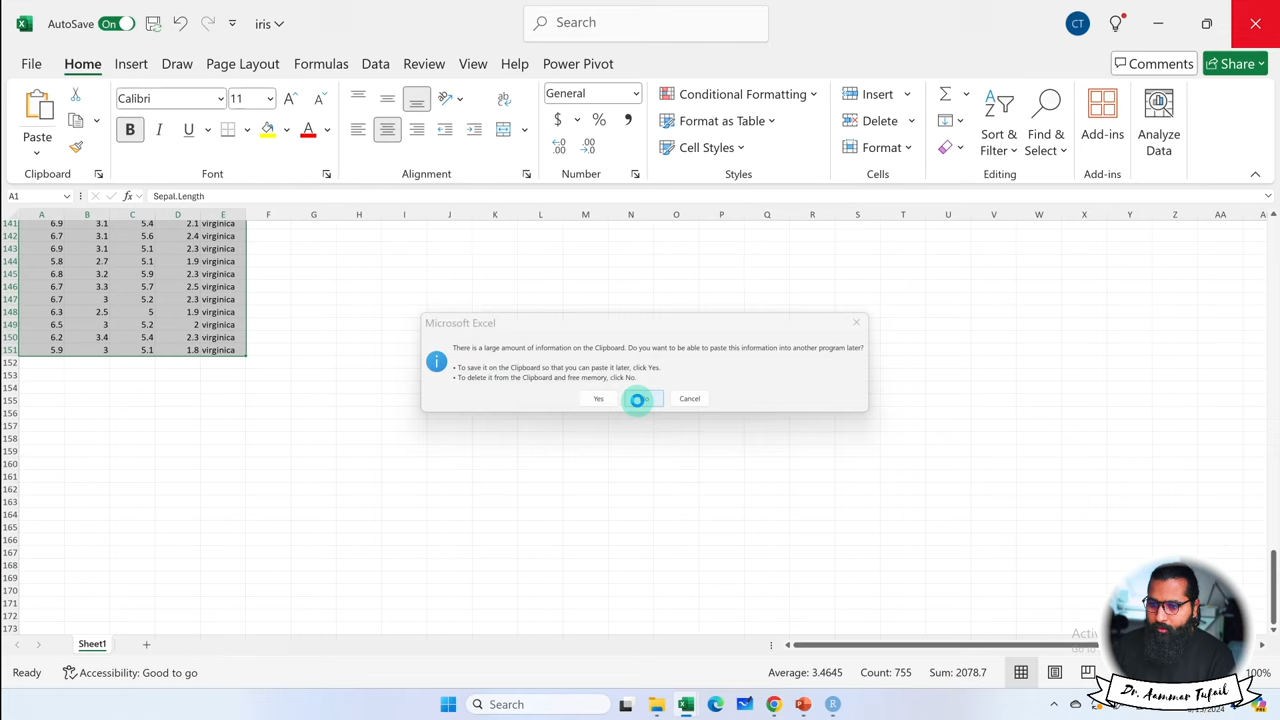 AutoSave On iris Search CT
File Home Insert Draw Page Layout Formulas Data Review View Help Power Pivot Comments Share
Paste Calibri 11 General Conditional Formatting Insert
B I U $ % Format as Table Delete Sort & Find & Add-ins Analyze
Cell Styles Format Filter Select Data
Clipboard Font Alignment Number Styles Cells Editing Add-ins
A1 fx Sepal.Length
A B C D E F G H I J K L M N O P Q R S T U V W X Y Z AA
141 6.9 3.1 5.4 2.1 virginica
142 6.7 3.1 5.6 2.4 virginica
143 6.9 3.1 5.1 2.3 virginica
144 5.8 2.7 5.1 1.9 virginica
145 6.8 3.2 5.9 2.3 virginica
146 6.7 3.3 5.7 2.5 virginica
147 6.7 3 5.2 2.3 virginica
148 6.3 2.5 5 1.9 virginica
149 6.5 3 5.2 2 virginica
150 6.2 3.4 5.4 2.3 virginica
151 5.9 3 5.1 1.8 virginica
152
153
154
155
156
157
158
159
160
161
162
163
164
165
166
167
168
169
170
171
172
173
Microsoft Excel
There is a large amount of information on the Clipboard. Do you want to be able to paste this information into another program later?
• To save it on the Clipboard so that you can paste it later, click Yes.
• To delete it from the Clipboard and free memory, click No.
Yes Cancel
Sheet1
Ready Accessibility: Good to go Average: 3.4645 Count: 755 Sum: 2078.7 100%
Search
Dr. Aammar Tufail